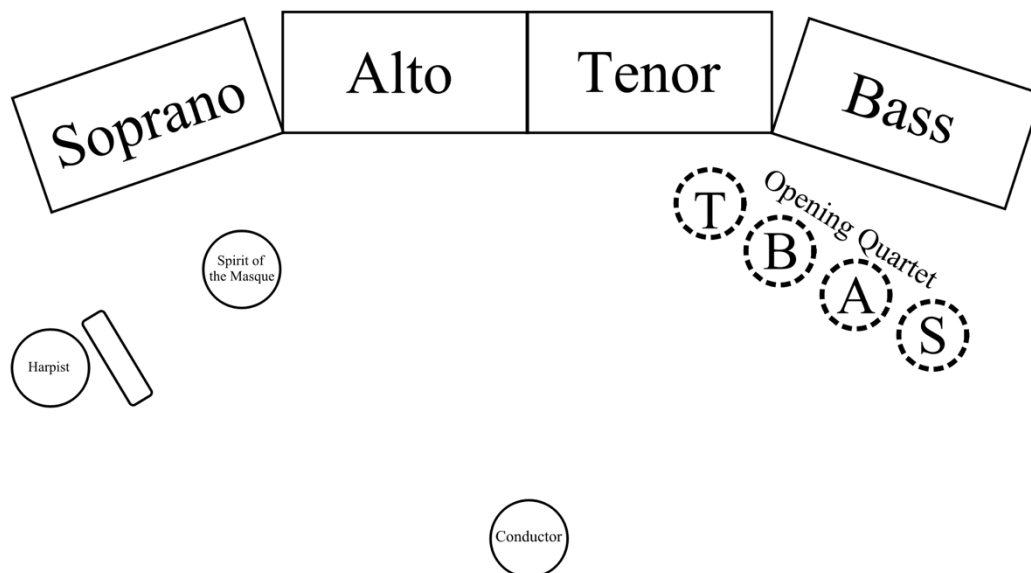 Soprano
Alto
Tenor
Bass
Opening Quartet
T
B
A
S
Spirit of
the Masque
Harpist
Conductor